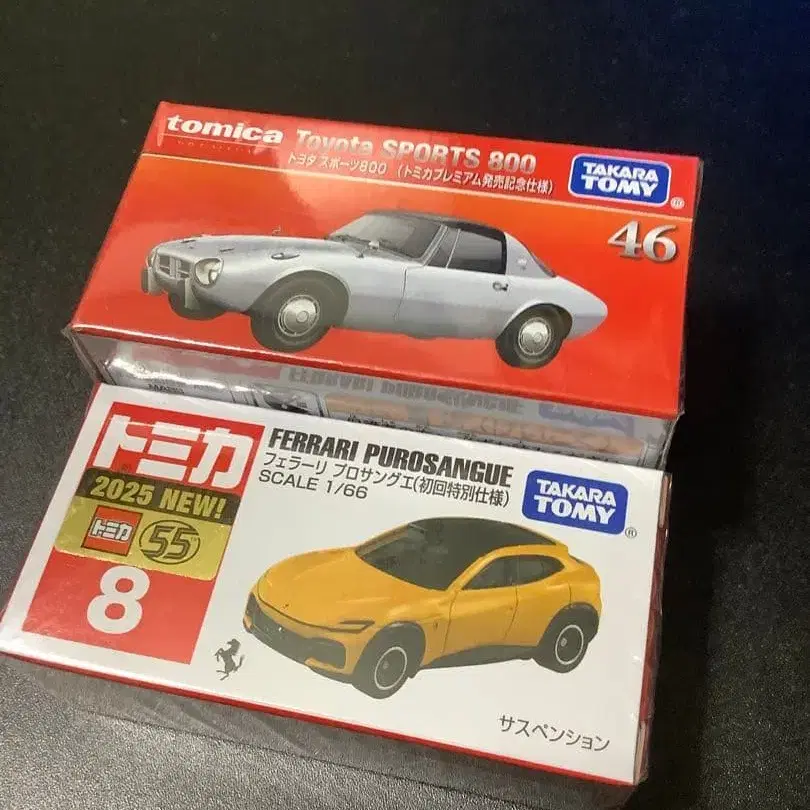 tomica
Toyota SPORTS 800
トヨタ スポーツ800 (トミカプレミアム発売記念仕様)
TAKARA
TOMY
®
46
FERRARI PUROSANGUE
トミカ
2025 NEW!
トミカ 55
8
FERRARI PUROSANGUE
フェラーリ プロサングエ(初回特別仕様)
SCALE 1/66
TAKARA
TOMY
®
サスペンション